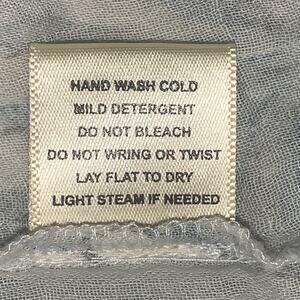 HAND WASH COLD
MILD DETERGENT
DO NOT BLEACH
DO NOT WRING OR TWIST
LAY FLAT TO DRY
LIGHT STEAM IF NEEDED